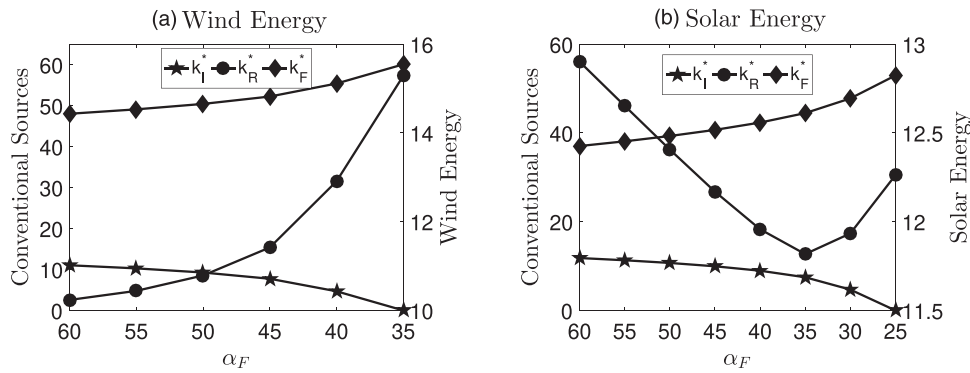 (a) Wind Energy
(b) Solar Energy
Conventional Sources
60
50
40
30
20
10
0
k*I k*R k*F
16
14
12
10
Wind Energy
60 55 50 45 40 35
αF
Conventional Sources
60
40
20
0
k*I k*R k*F
13
12.5
12
11.5
Solar Energy
60 55 50 45 40 35 30 25
αF